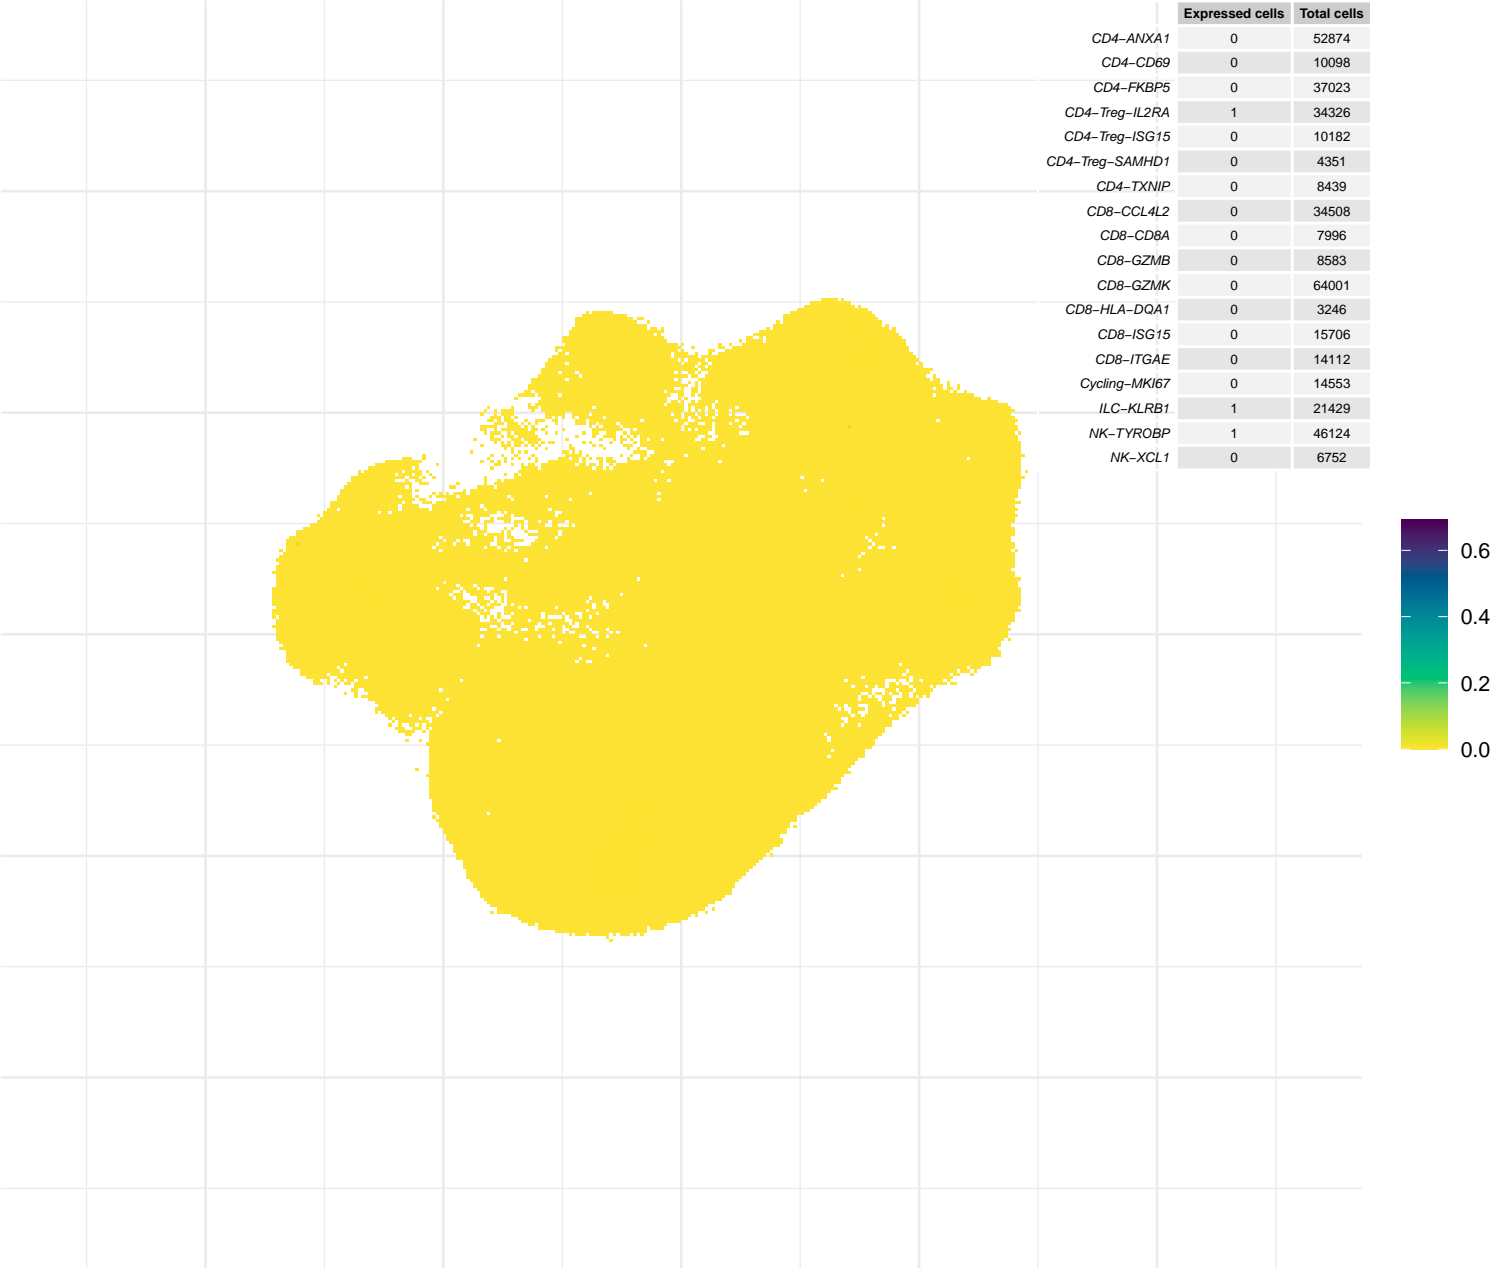 Expressed cells Total cells
CD4−ANXA1 0 52874
CD4−CD69 0 10098
CD4−FKBP5 0 37023
CD4−Treg−IL2RA 1 34326
CD4−Treg−ISG15 0 10182
CD4−Treg−SAMHD1 0 4351
CD4−TXNIP 0 8439
CD8−CCL4L2 0 34508
CD8−CD8A 0 7996
CD8−GZMB 0 8583
CD8−GZMK 0 64001
CD8−HLA−DQA1 0 3246
CD8−ISG15 0 15706
CD8−ITGAE 0 14112
Cycling−MKI67 0 14553
ILC−KLRB1 1 21429
NK−TYROBP 1 46124
NK−XCL1 0 6752
0.6
0.4
0.2
0.0